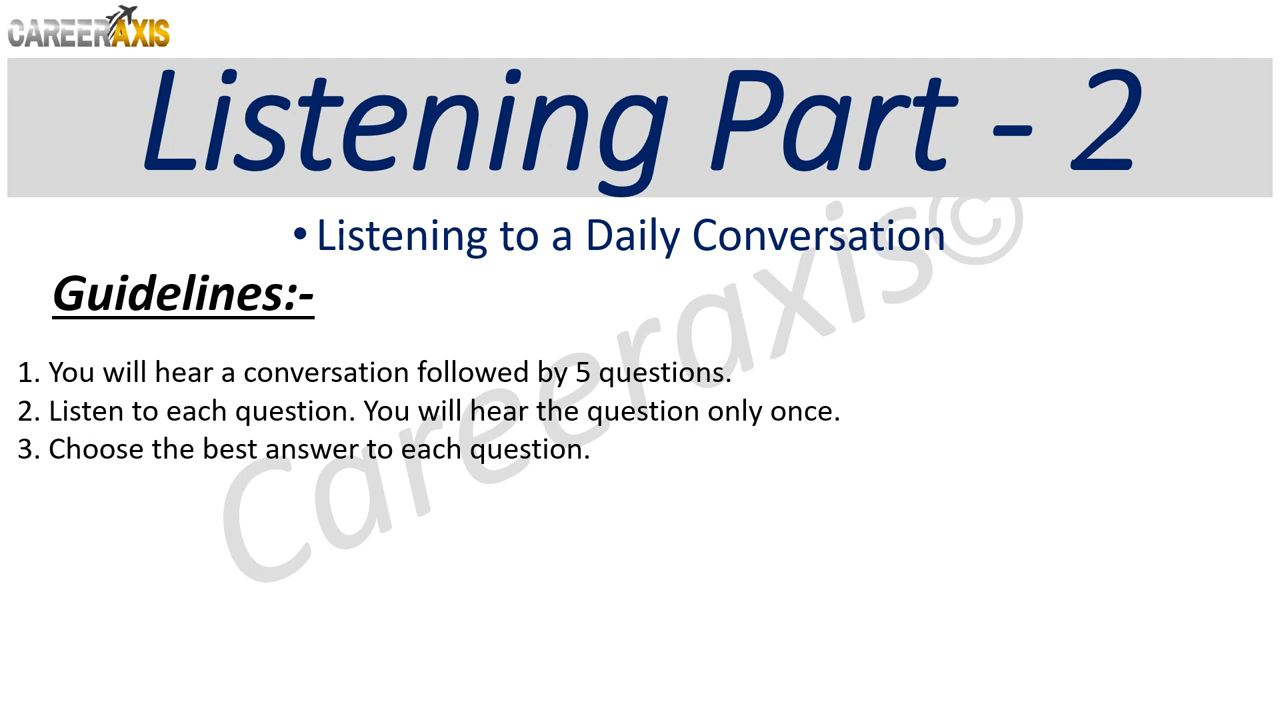 CAREERAXIS
Listening Part - 2
• Listening to a Daily Conversation
Guidelines:-
1. You will hear a conversation followed by 5 questions.
2. Listen to each question. You will hear the question only once.
3. Choose the best answer to each question.
Careeraxis©